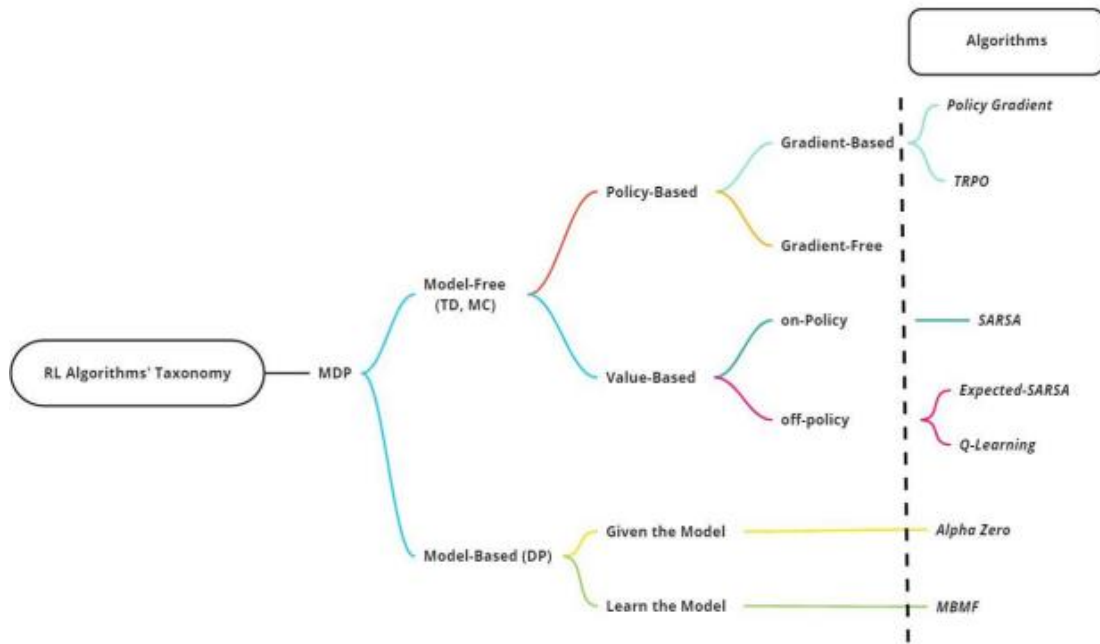 Algorithms
Policy Gradient
Gradient-Based
TRPO
Policy-Based
Gradient-Free
Model-Free
(TD, MC)
on-Policy
SARSA
RL Algorithms' Taxonomy
MDP
Value-Based
Expected-SARSA
off-policy
Q-Learning
Given the Model
Alpha Zero
Model-Based (DP)
Learn the Model
MBMF